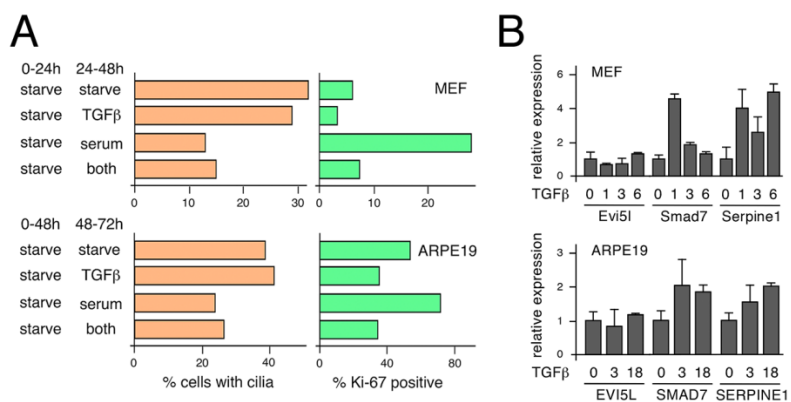 A
0-24h 24-48h
starve starve
starve TGFβ
starve serum
starve both
MEF
0 10 20 30
0 10 20
0-48h 48-72h
starve starve
starve TGFβ
starve serum
starve both
ARPE19
0 20 40
0 40 80
% cells with cilia
% Ki-67 positive
B
MEF
relative expression
6
4
2
0
TGFβ 0 1 3 6 0 1 3 6 0 1 3 6
Evi5l Smad7 Serpine1
ARPE19
relative expression
3
2
1
0
TGFβ 0 3 18 0 3 18 0 3 18
EVI5L SMAD7 SERPINE1